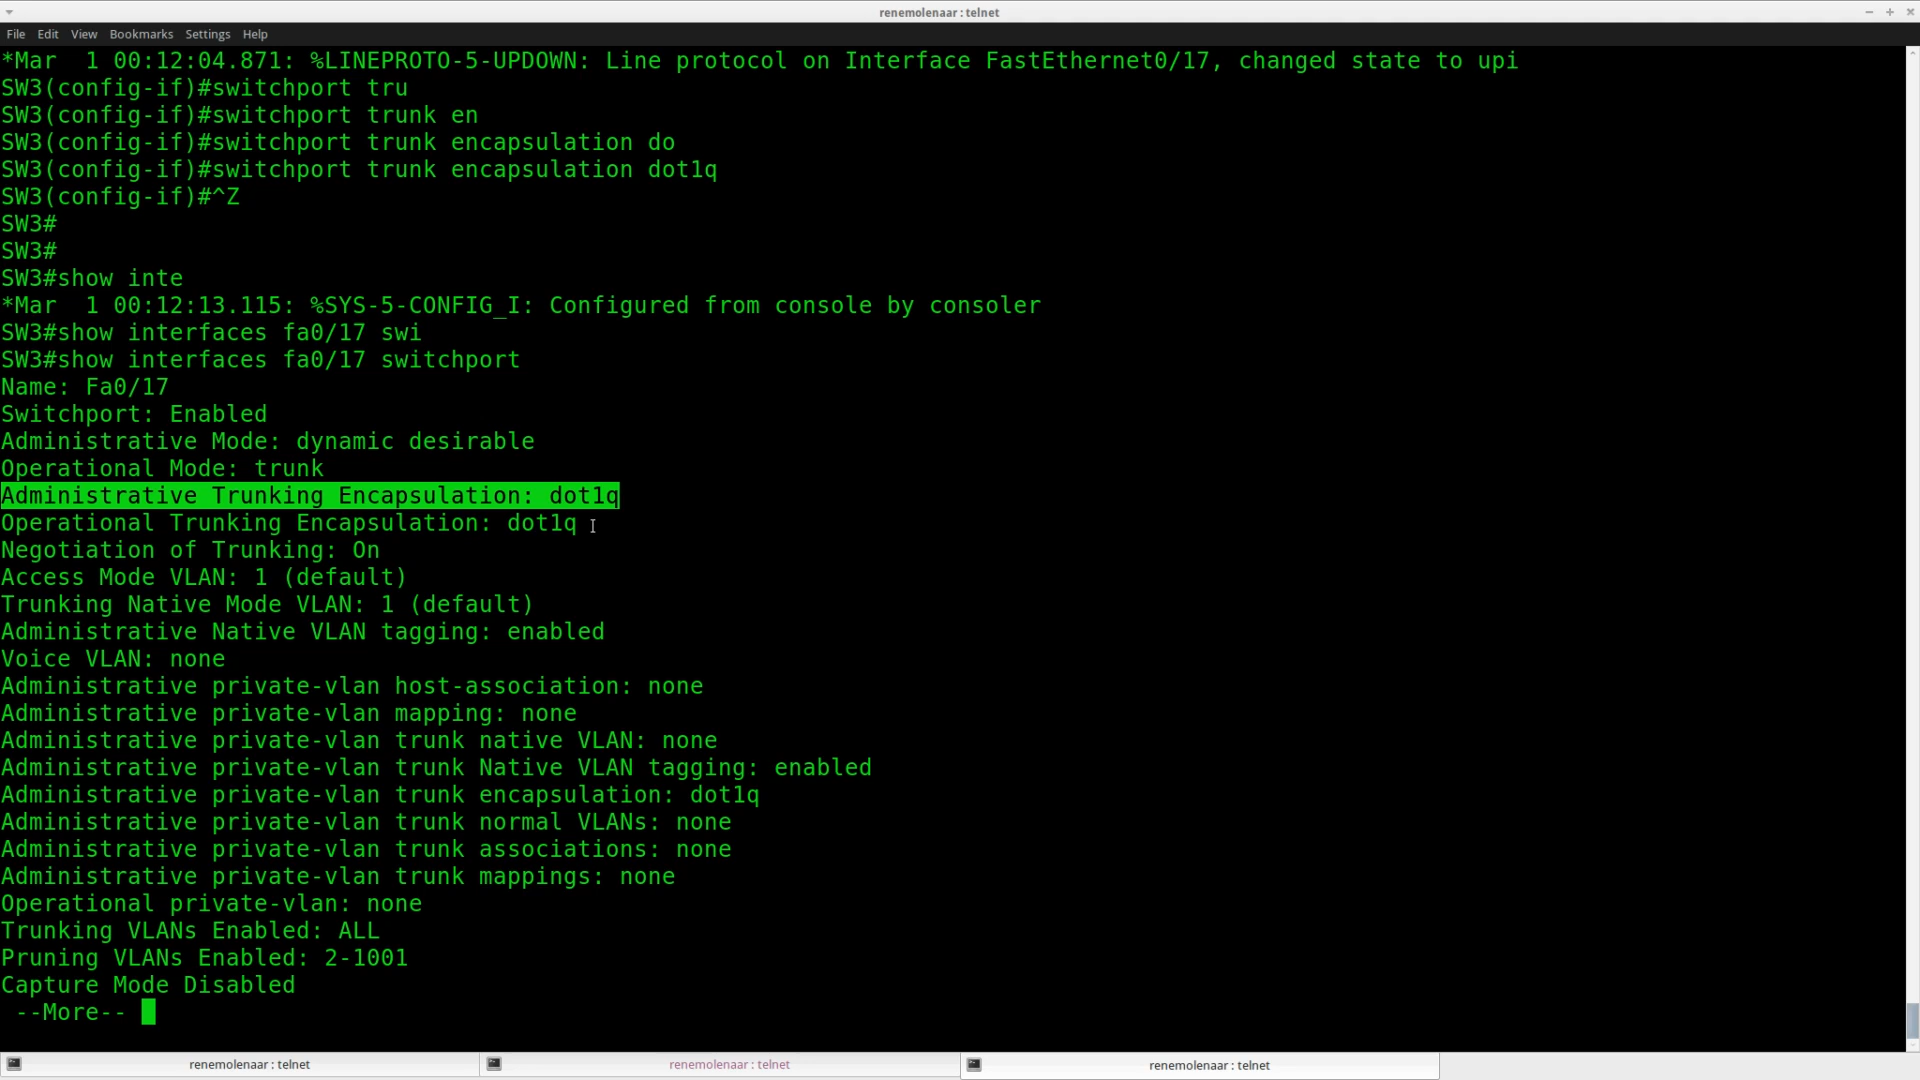 renemolenaar : telnet
File Edit View Bookmarks Settings Help
*Mar  1 00:12:04.871: %LINEPROTO-5-UPDOWN: Line protocol on Interface FastEthernet0/17, changed state to upi
SW3(config-if)#switchport tru
SW3(config-if)#switchport trunk en
SW3(config-if)#switchport trunk encapsulation do
SW3(config-if)#switchport trunk encapsulation dot1q
SW3(config-if)#^Z
SW3#
SW3#
SW3#show inte
*Mar  1 00:12:13.115: %SYS-5-CONFIG_I: Configured from console by consoler
SW3#show interfaces fa0/17 swi
SW3#show interfaces fa0/17 switchport
Name: Fa0/17
Switchport: Enabled
Administrative Mode: dynamic desirable
Operational Mode: trunk
Administrative Trunking Encapsulation: dot1q
Operational Trunking Encapsulation: dot1q
Negotiation of Trunking: On
Access Mode VLAN: 1 (default)
Trunking Native Mode VLAN: 1 (default)
Administrative Native VLAN tagging: enabled
Voice VLAN: none
Administrative private-vlan host-association: none
Administrative private-vlan mapping: none
Administrative private-vlan trunk native VLAN: none
Administrative private-vlan trunk Native VLAN tagging: enabled
Administrative private-vlan trunk encapsulation: dot1q
Administrative private-vlan trunk normal VLANs: none
Administrative private-vlan trunk associations: none
Administrative private-vlan trunk mappings: none
Operational private-vlan: none
Trunking VLANs Enabled: ALL
Pruning VLANs Enabled: 2-1001
Capture Mode Disabled
 --More--
renemolenaar : telnet renemolenaar : telnet renemolenaar : telnet